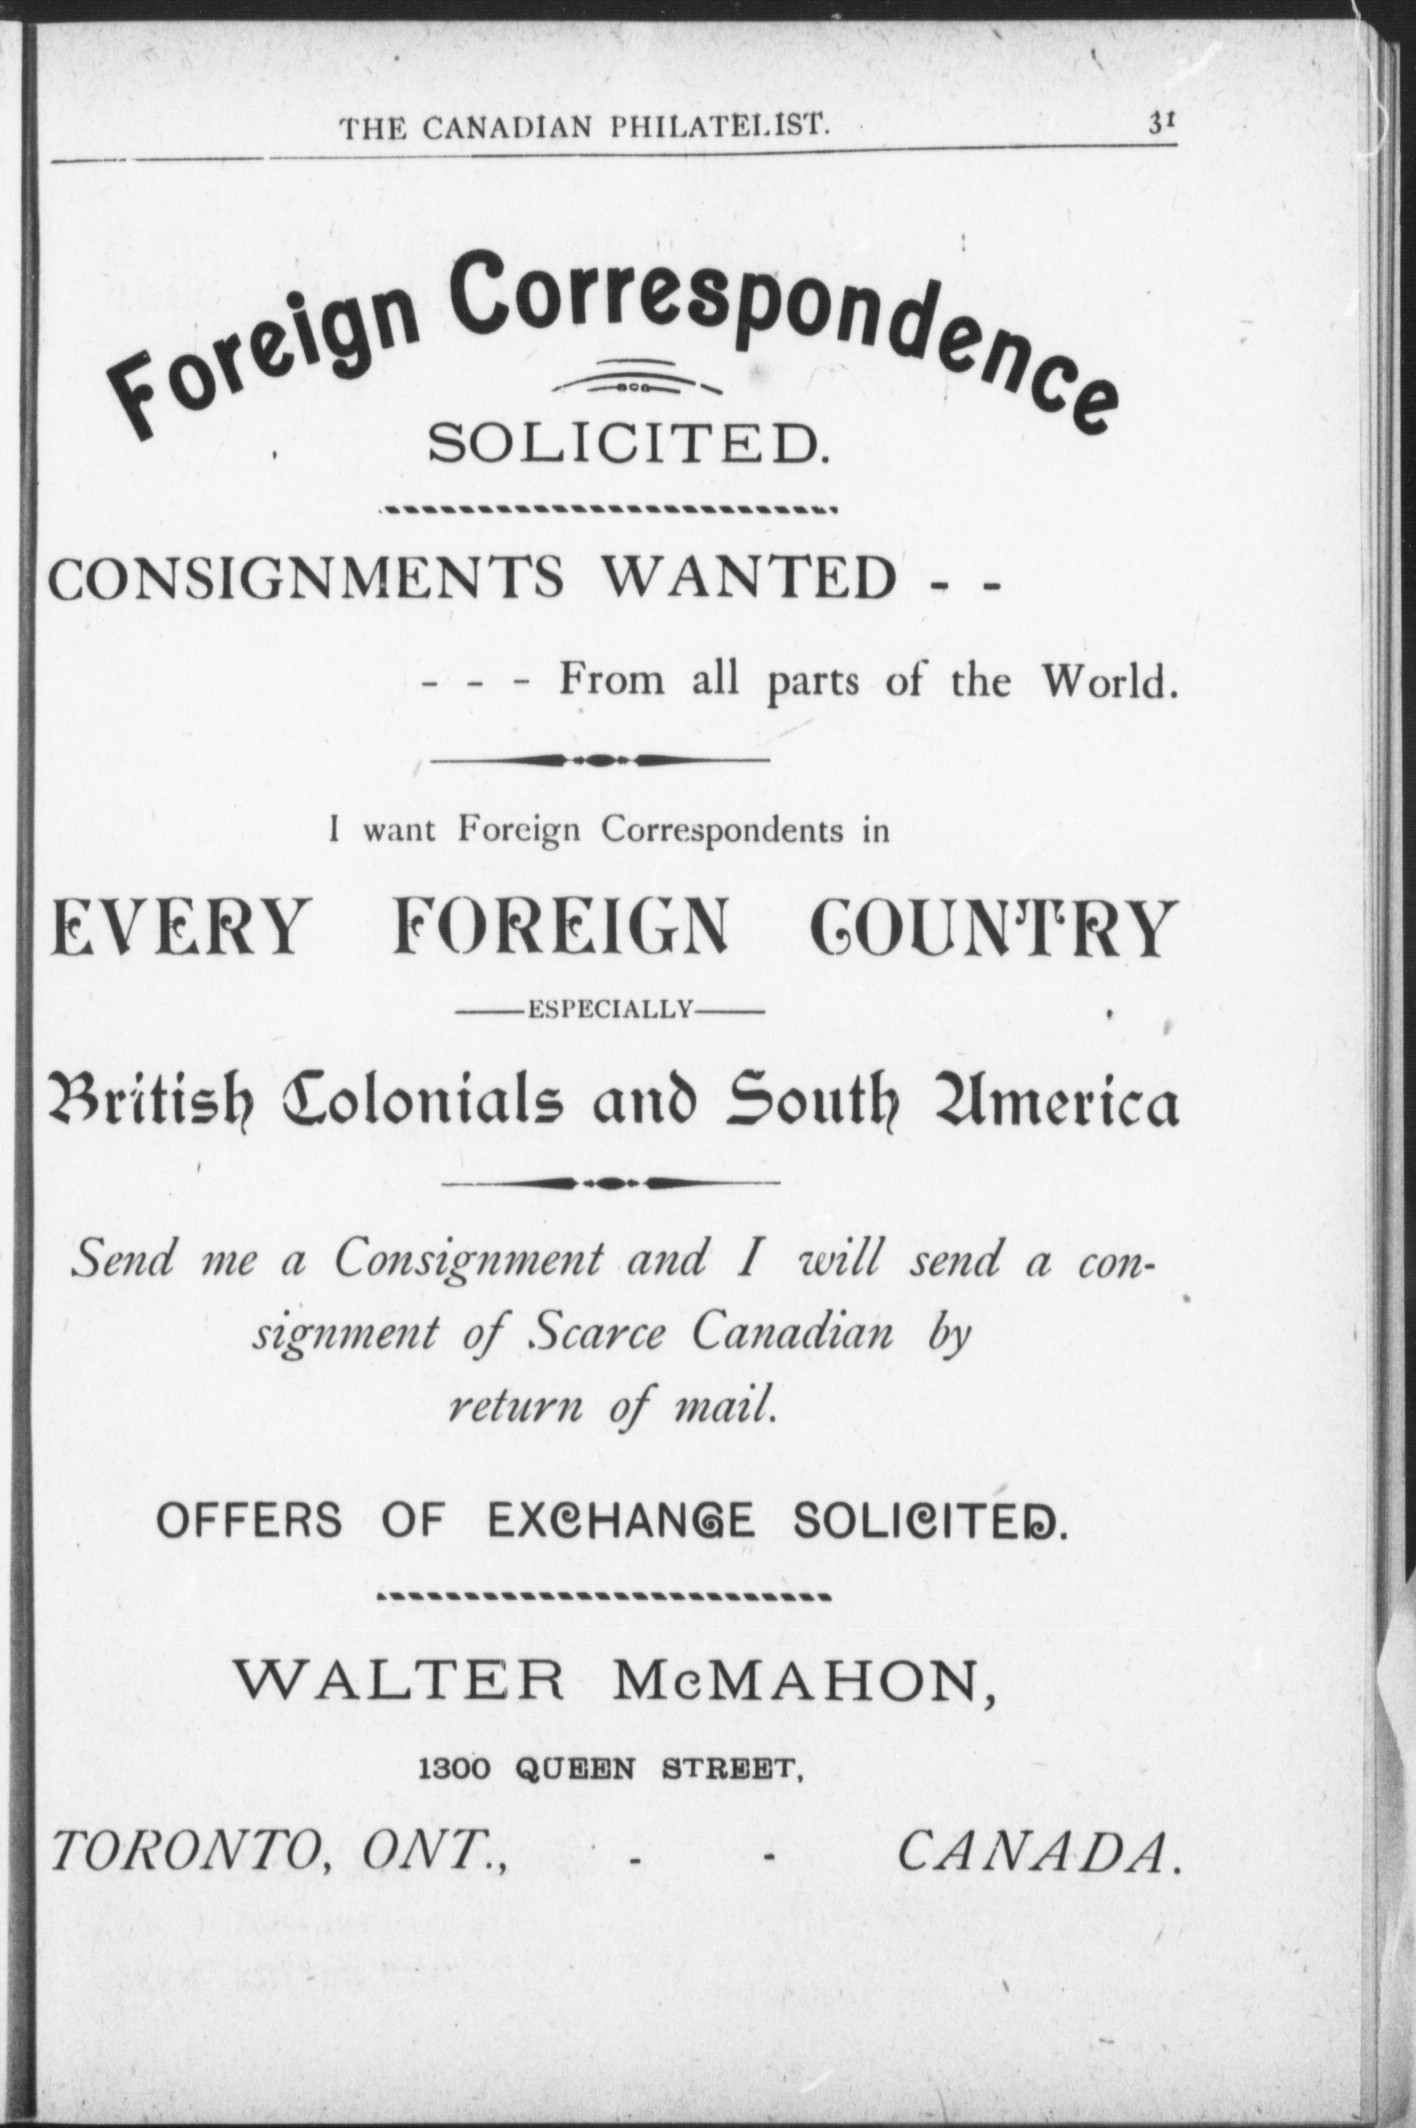 THE CANADIAN PHILATELIST. 31
Foreign Correspondence
SOLICITED.
CONSIGNMENTS WANTED - -
- - - From all parts of the World.
I want Foreign Correspondents in
EVERY FOREIGN COUNTRY
——ESPECIALLY——
British Colonials and South America
Send me a Consignment and I will send a con-
signment of Scarce Canadian by
return of mail.
OFFERS OF EXCHANGE SOLICITED.
WALTER McMAHON,
1300 QUEEN STREET,
TORONTO, ONT., - - CANADA.